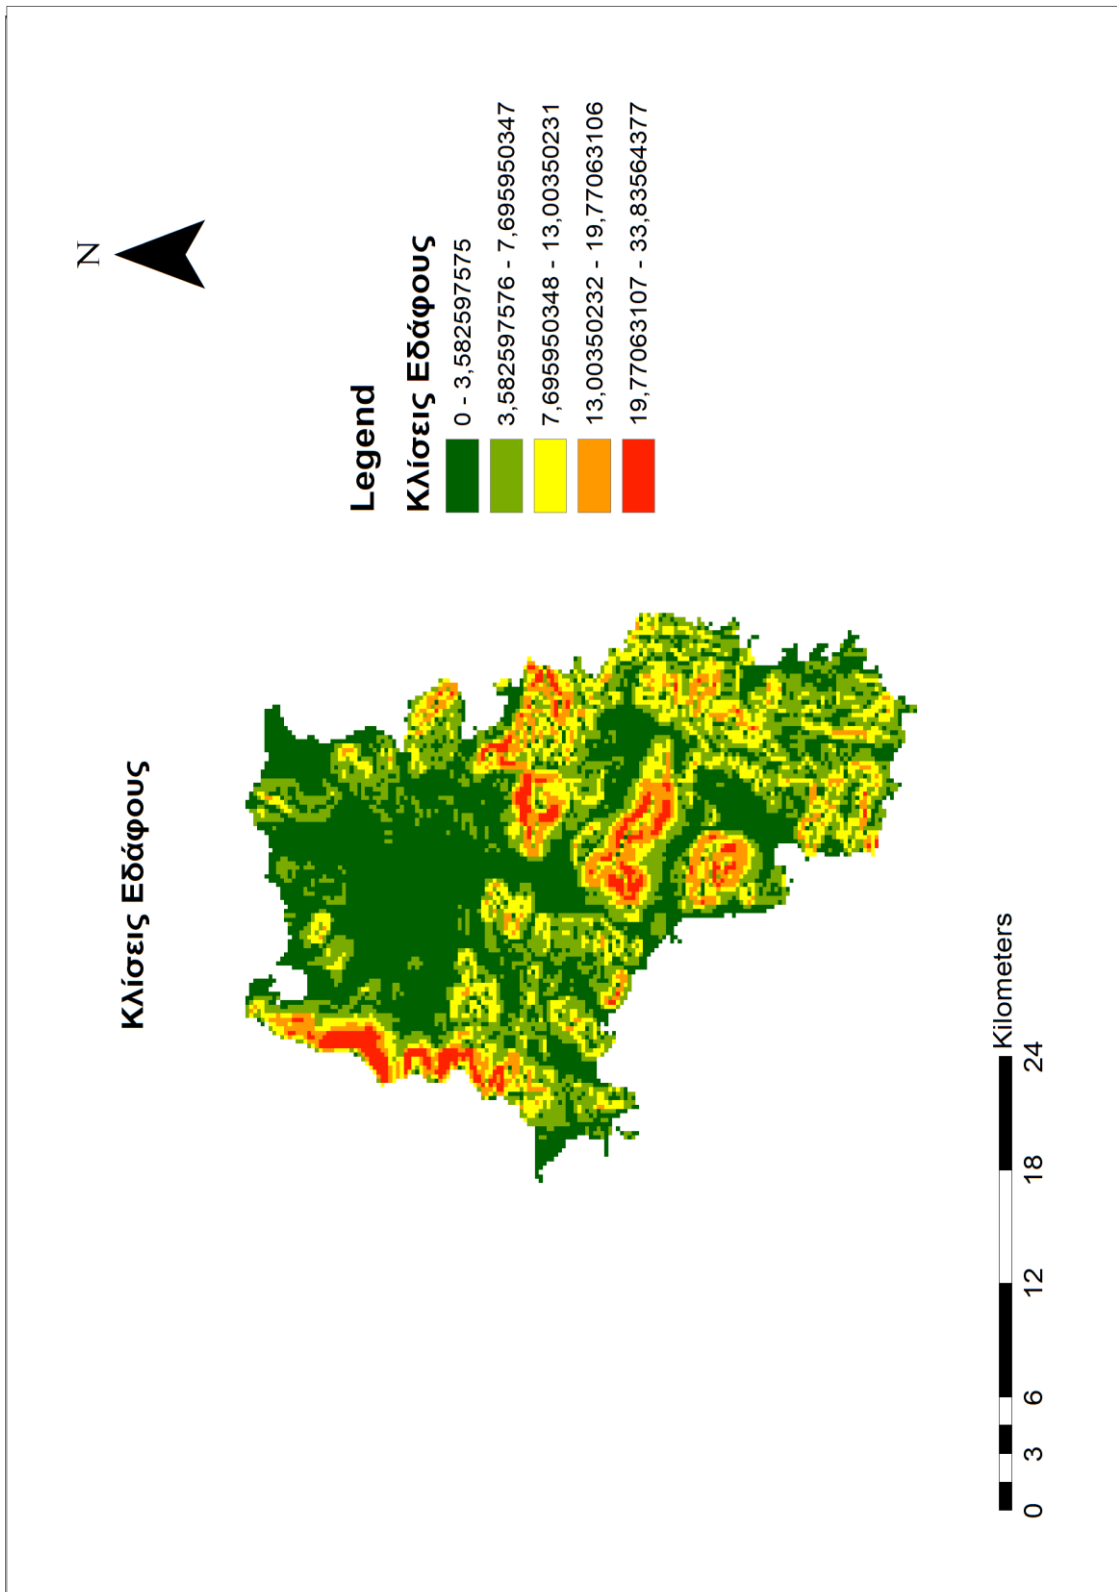 Κλίσεις Εδάφους
N
Legend
Κλίσεις Εδάφους
0 - 3,582597575
3,582597576 - 7,695950347
7,695950348 - 13,00350231
13,00350232 - 19,77063106
19,77063107 - 33,83564377
0 3 6 12 18 24
Kilometers